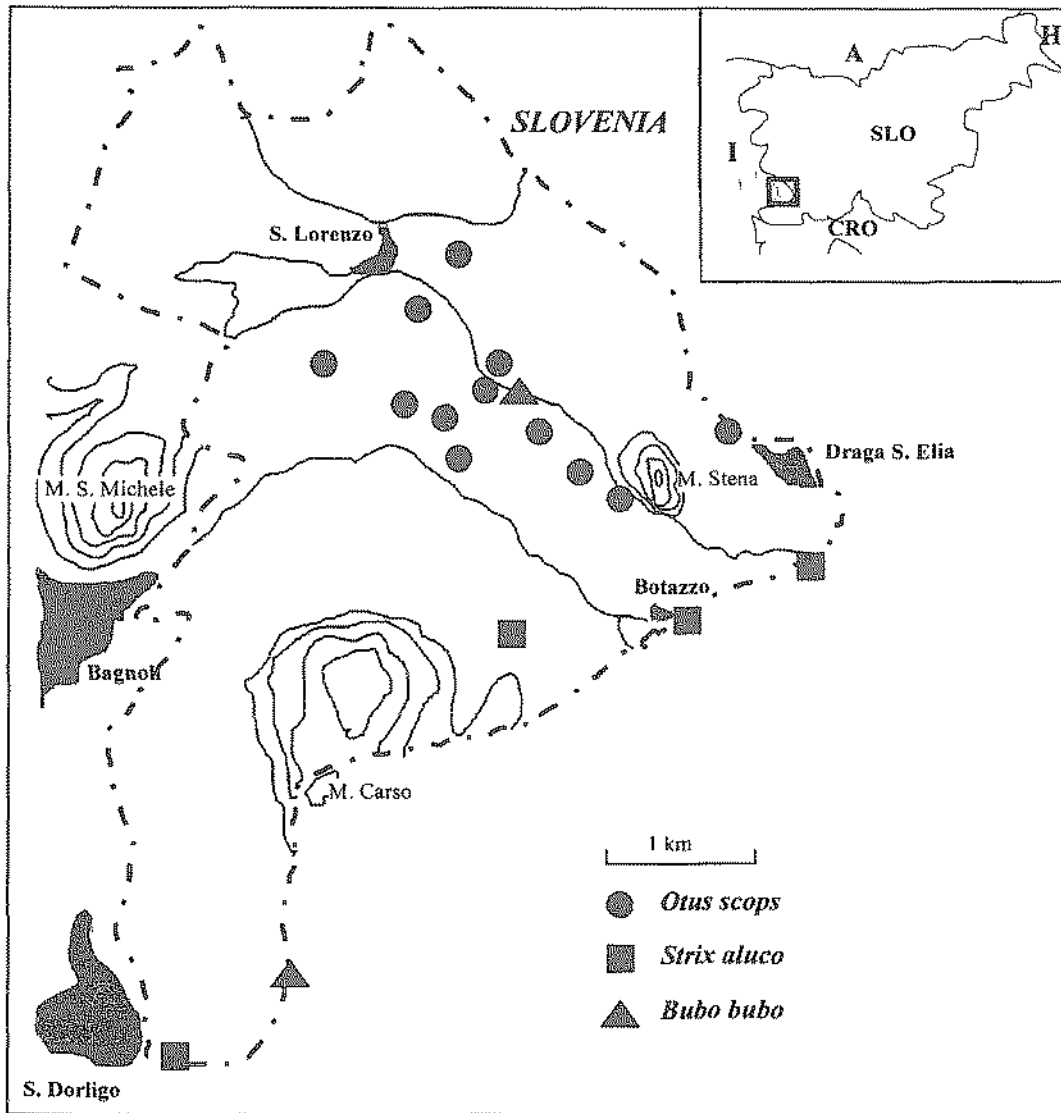 H
A
SLOVENIA
SLO
I
CRO
S. Lorenzo
Draga S. Elia
M. S. Michele
M. Stena
Botazzo
Bagnoli
M. Carso
1 km
Otus scops
Strix aluco
Bubo bubo
S. Dorligo